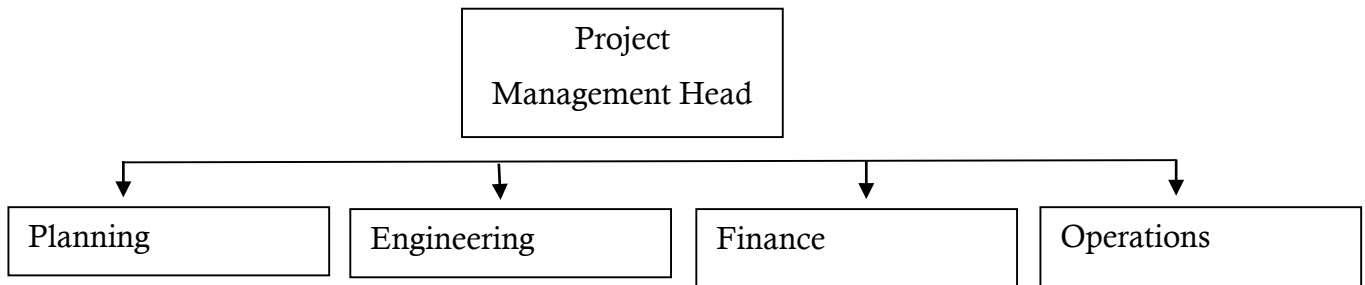 Project
Management Head
Planning
Engineering
Finance
Operations